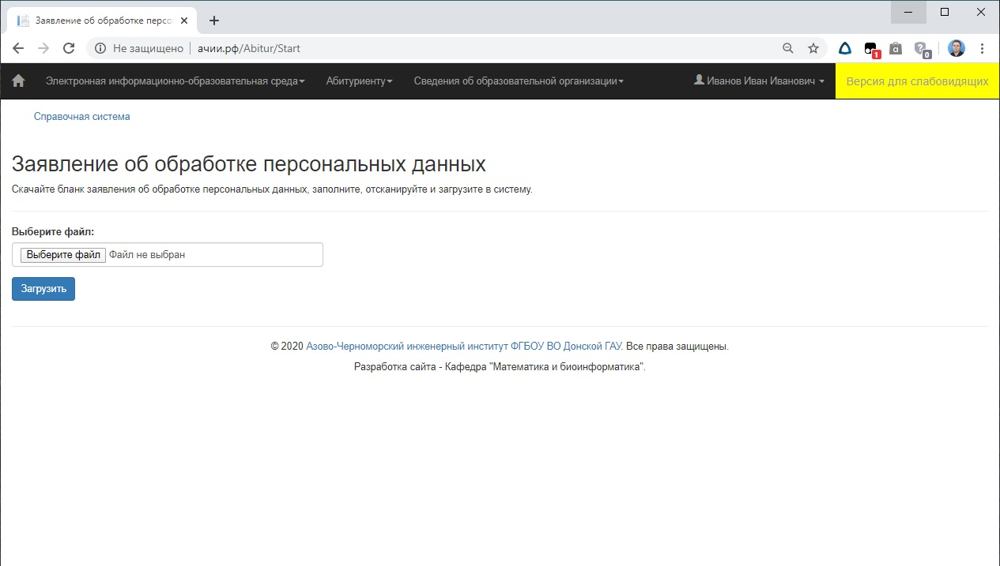 Заявление об обработке персо
Не защищено ачии.рф/Abitur/Start
1
a
0
Электронная информационно-образовательная среда Абитуриенту Сведения об образовательной организации Иванов Иван Иванович Версия для слабовидящих
Справочная система
Заявление об обработке персональных данных
Скачайте бланк заявления об обработке персональных данных, заполните, отсканируйте и загрузите в систему.
Выберите файл:
Выберите файл Файл не выбран
Загрузить
© 2020 Азово-Черноморский инженерный институт ФГБОУ ВО Донской ГАУ. Все права защищены.
Разработка сайта - Кафедра "Математика и биоинформатика".